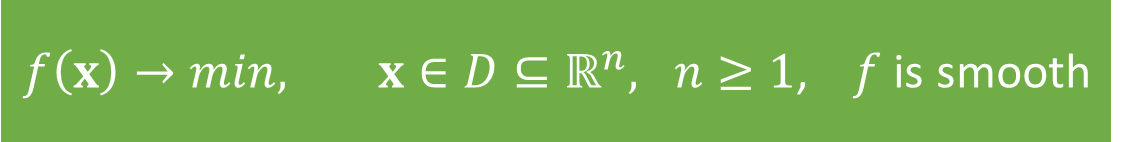 f(𝐱) → min, 𝐱 ∈ D ⊆ ℝⁿ, n ≥ 1, f is smooth